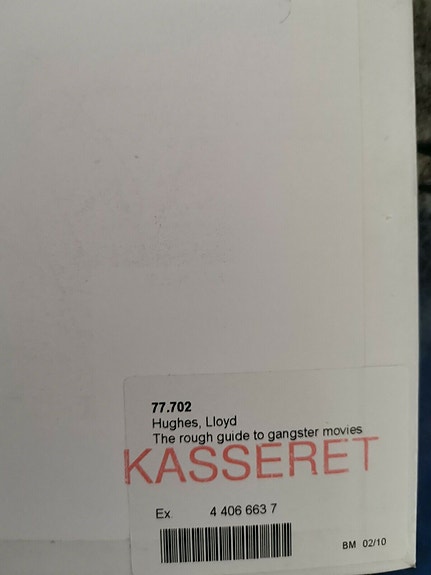 77.702
Hughes, Lloyd
The rough guide to gangster movies
KASSERET
Ex 4 406 663 7
BM 02/10